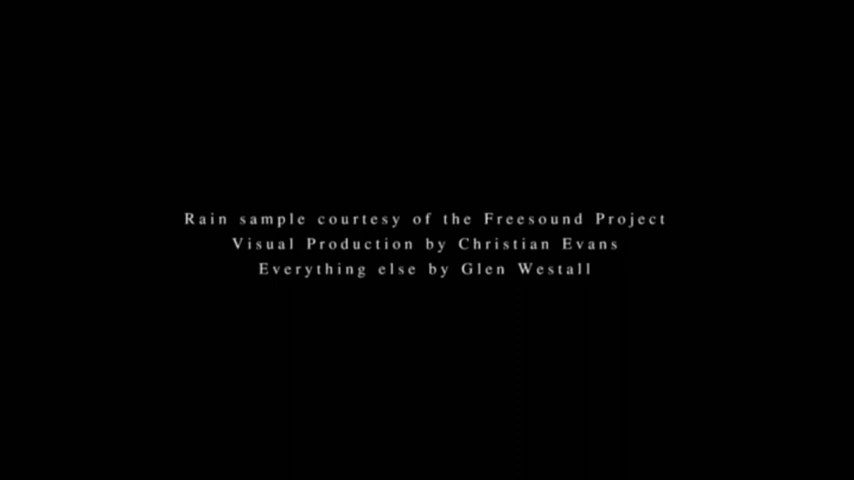 Rain sample courtesy of the Freesound Project
Visual Production by Christian Evans
Everything else by Glen Westall